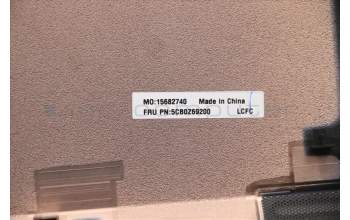 MO:15682740 Made in China
FRU PN:5CB0Z69200 LCFC